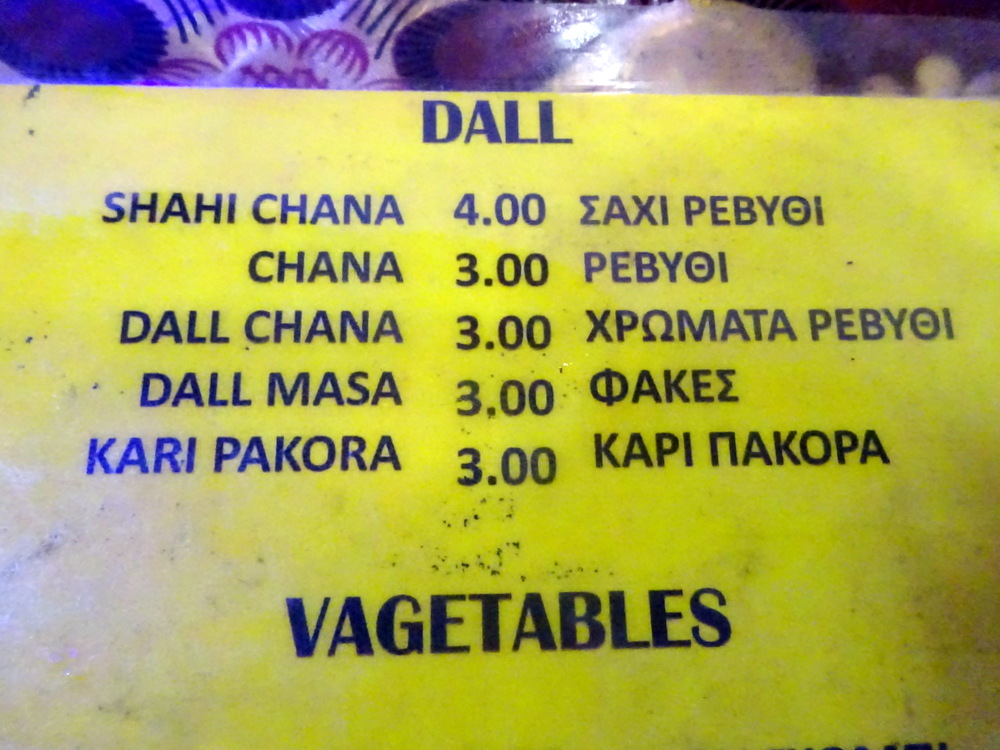 DALL
SHAHI CHANA 4.00 ΣΑΧΙ ΡΕΒΥΘΙ
CHANA 3.00 ΡΕΒΥΘΙ
DALL CHANA 3.00 ΧΡΩΜΑΤΑ ΡΕΒΥΘΙ
DALL MASA 3.00 ΦΑΚΕΣ
KARI PAKORA 3.00 ΚΑΡΙ ΠΑΚΟΡΑ
VAGETABLES